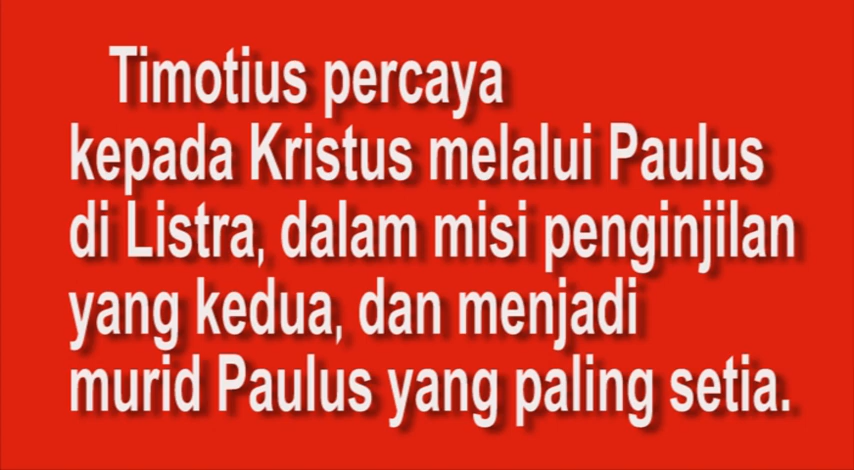 Timotius percaya
kepada Kristus melalui Paulus
di Listra, dalam misi penginjilan
yang kedua, dan menjadi
murid Paulus yang paling setia.